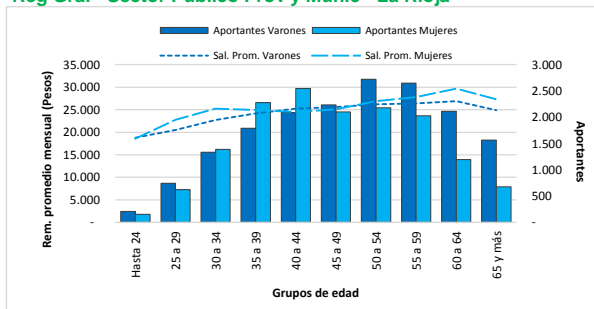 Reg Gral - Sector Público Prov y Munic - La Rioja
Aportantes Varones Aportantes Mujeres
Sal. Prom. Varones Sal. Prom. Mujeres
Rem. promedio mensual (Pesos)
35.000
30.000
25.000
20.000
15.000
10.000
5.000
-
3.000
2.500
2.000
1.500
1.000
500
-
Aportantes
Hasta 24
25 a 29
30 a 34
35 a 39
40 a 44
45 a 49
50 a 54
55 a 59
60 a 64
65 y más
Grupos de edad